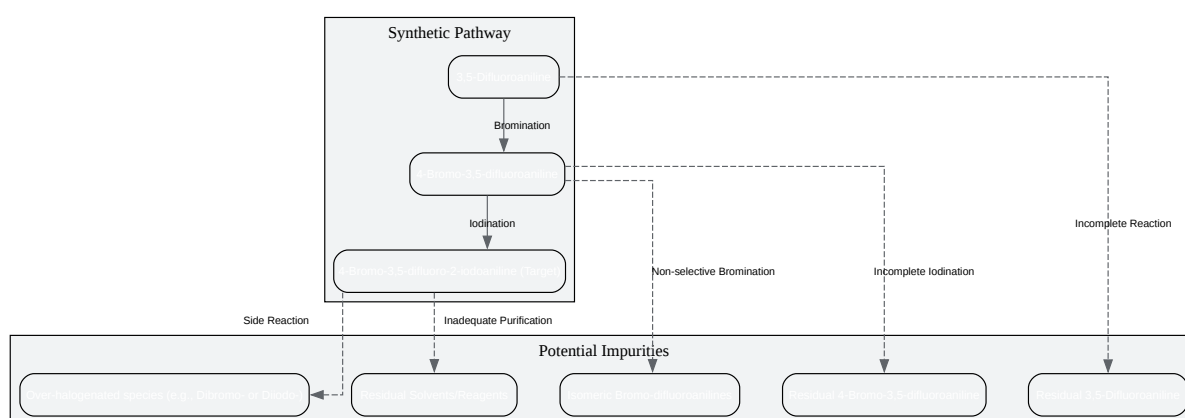 Synthetic Pathway
3,5-Difluoroaniline
Bromination
4-Bromo-3,5-difluoroaniline
Iodination
Incomplete Reaction
4-Bromo-3,5-difluoro-2-iodoaniline (Target)
Non-selective Bromination
Incomplete Iodination
Side Reaction
Inadequate Purification
Potential Impurities
Over-halogenated species (e.g., Dibromo- or Diiodo-)
Residual Solvents/Reagents
Isomeric Bromo-difluoroanilines
Residual 4-Bromo-3,5-difluoroaniline
Residual 3,5-Difluoroaniline